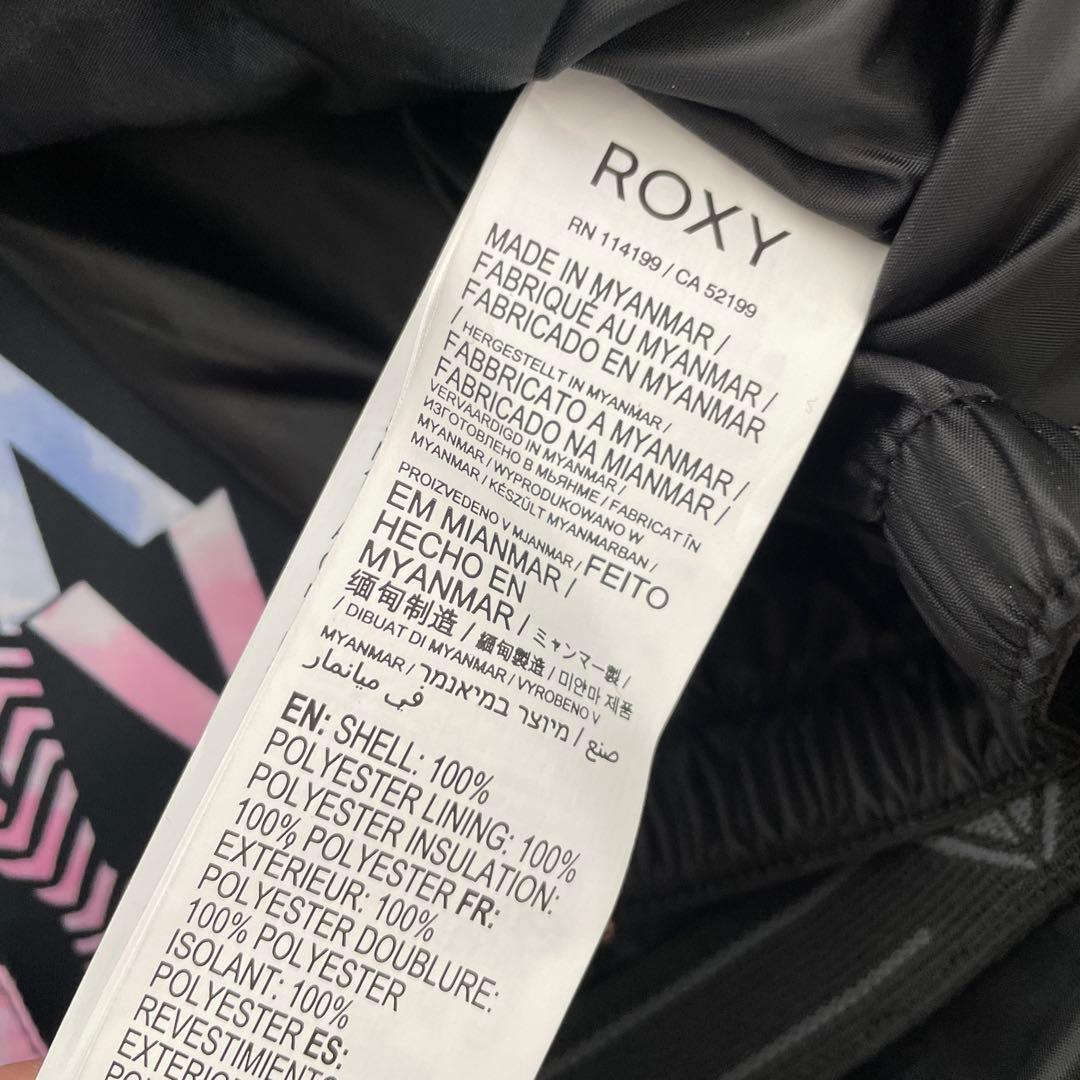 ROXY
RN 114199 / CA 52199
MADE IN MYANMAR /
FABRIQUÉ AU MYANMAR /
FABRICADO EN MYANMAR
/ HERGESTELLT IN MYANMAR /
FABBRICATO A MYANMAR /
FABRICADO NA MIANMAR /
VERVAARDIGD IN MYANMAR /
ИЗГОТОВЛЕНО В МЬЯНМЕ / FABRICAT ÎN
MYANMAR / WYPRODUKOWANO W
MYANMAR / KÉSZÜLT MYANMARBAN /
PROIZVEDENO V MJANMAR / FEITO
EM MIANMAR /
HECHO EN
MYANMAR /
缅甸制造 / 緬甸製造 / ミャンマー製 /
미얀마 제품
/ DIBUAT DI MYANMAR / VYROBENO V
MYANMAR / מיוצר במיאנמר / صنع
في ميانمار
EN: SHELL: 100%
POLYESTER LINING: 100%
POLYESTER INSULATION:
100% POLYESTER FR:
EXTÉRIEUR: 100%
POLYESTER DOUBLURE:
100% POLYESTER
ISOLANT: 100%
POLYESTER ES:
REVESTIMIENTO